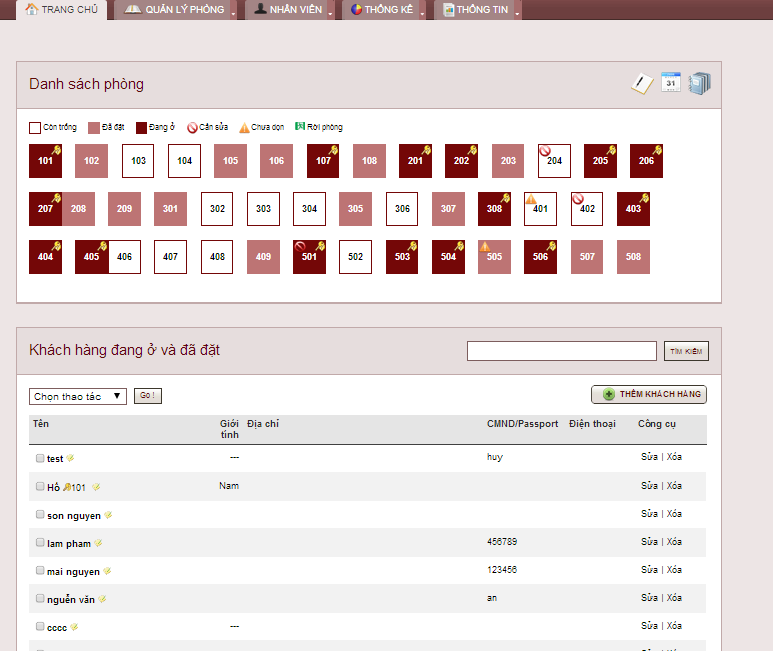 TRANG CHỦ QUẢN LÝ PHÒNG NHÂN VIÊN THỐNG KÊ THÔNG TIN
Danh sách phòng
31
Còn trống Đã đặt Đang ở Cần sửa Chưa dọn Rời phòng
101 102 103 104 105 106 107 108 201 202 203 204 205 206
207 208 209 301 302 303 304 305 306 307 308 401 402 403
404 405 406 407 408 409 501 502 503 504 505 506 507 508
Khách hàng đang ở và đã đặt
TÌM KIẾM
Chọn thao tác Go ! THÊM KHÁCH HÀNG
Tên Giới tính Địa chỉ CMND/Passport Điện thoại Công cụ
test --- huy Sửa | Xóa
Hồ 101 Nam Sửa | Xóa
son nguyen Sửa | Xóa
lam pham 456789 Sửa | Xóa
mai nguyen 123456 Sửa | Xóa
nguễn văn an Sửa | Xóa
cccc --- Sửa | Xóa